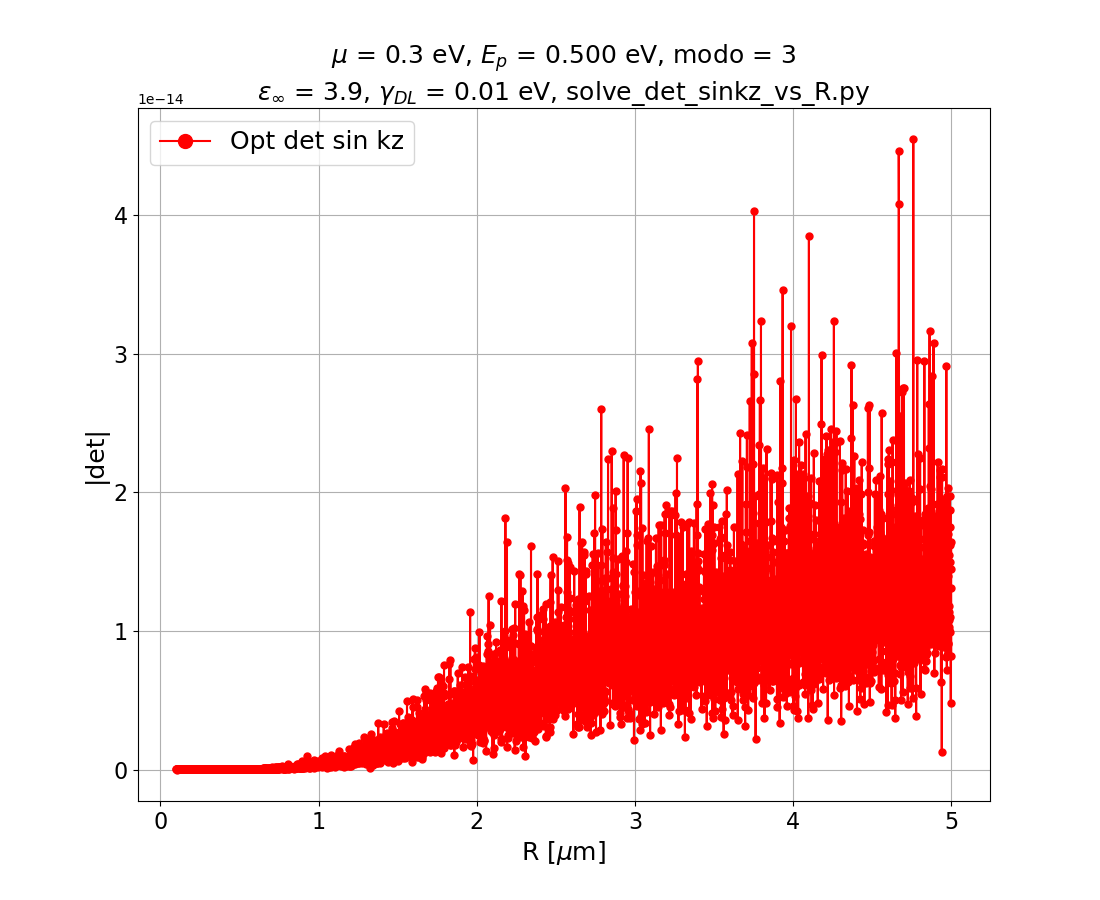 μ = 0.3 eV, E_p = 0.500 eV, modo = 3
ε_∞ = 3.9, γ_DL = 0.01 eV, solve_det_sinkz_vs_R.py
1e−14
Opt det sin kz
4
3
2
1
0
|det|
0 1 2 3 4 5
R [μm]